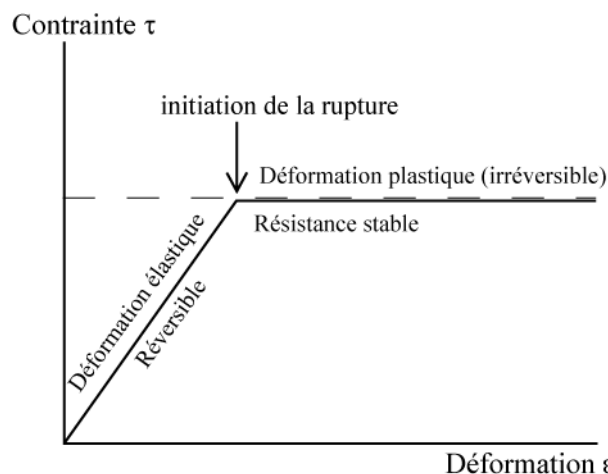 Contrainte τ
initiation de la rupture
Déformation plastique (irréversible)
Résistance stable
Déformation élastique
Réversible
Déformation ε